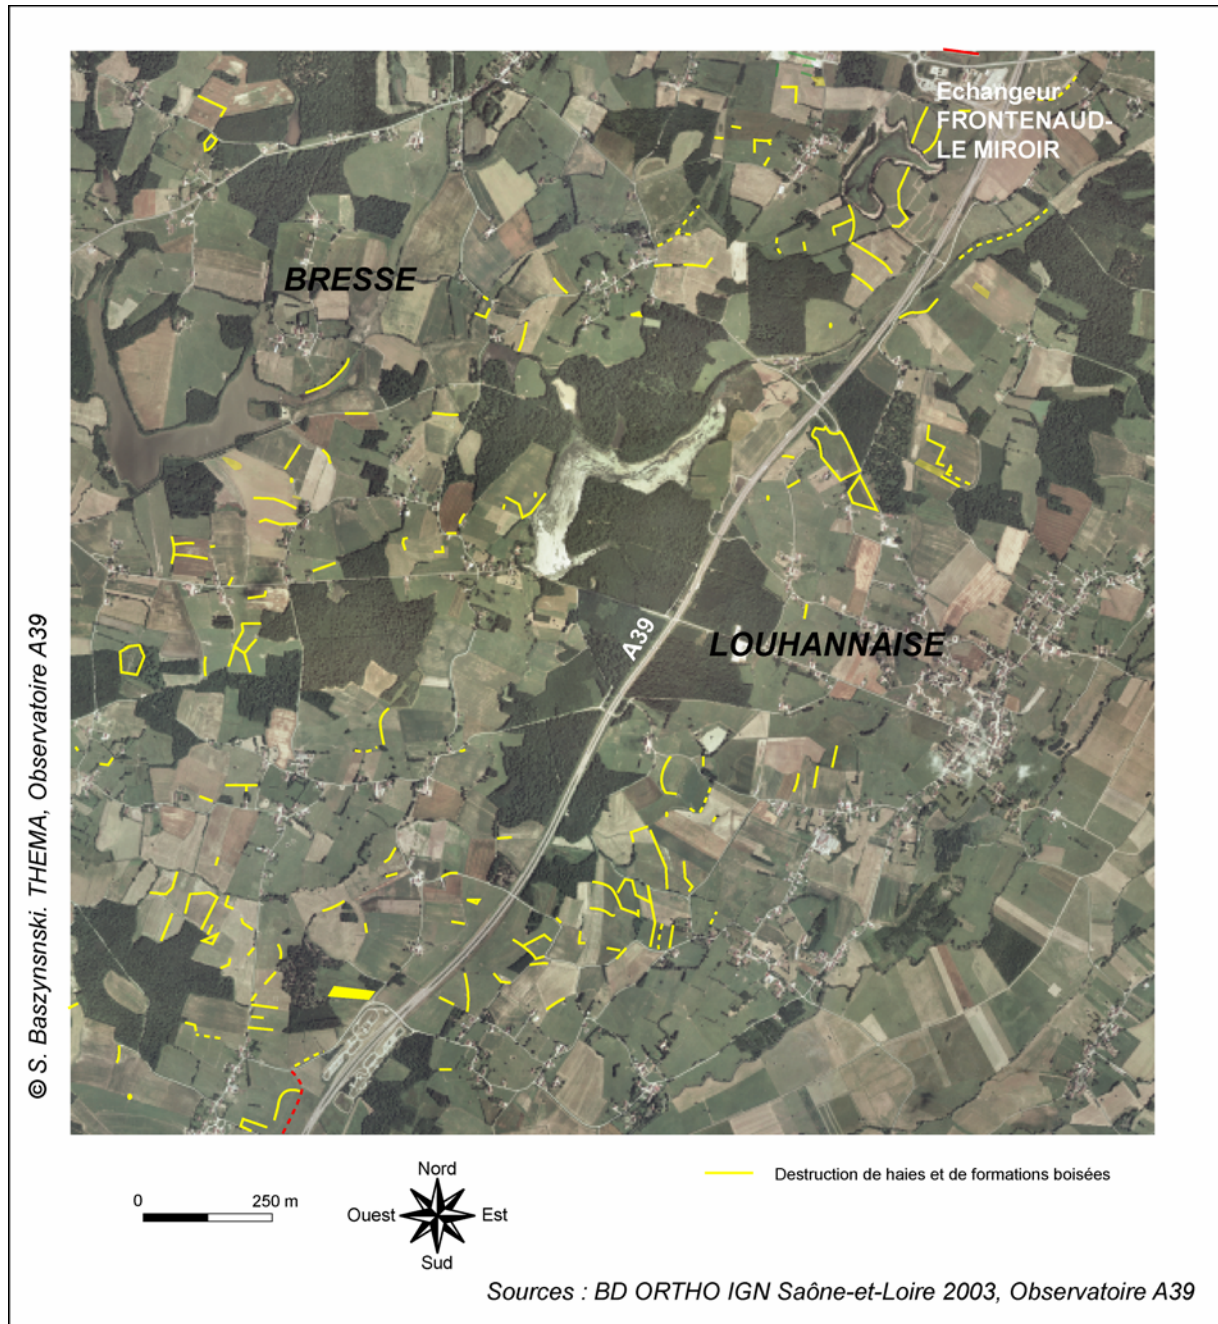 Echangeur
FRONTENAUD-
LE MIROIR
BRESSE
A39
LOUHANNAISE
© S. Baszynsnski. THEMA, Observatoire A39
0 250 m
Nord
Ouest Est
Sud
Destruction de haies et de formations boisées
Sources : BD ORTHO IGN Saône-et-Loire 2003, Observatoire A39